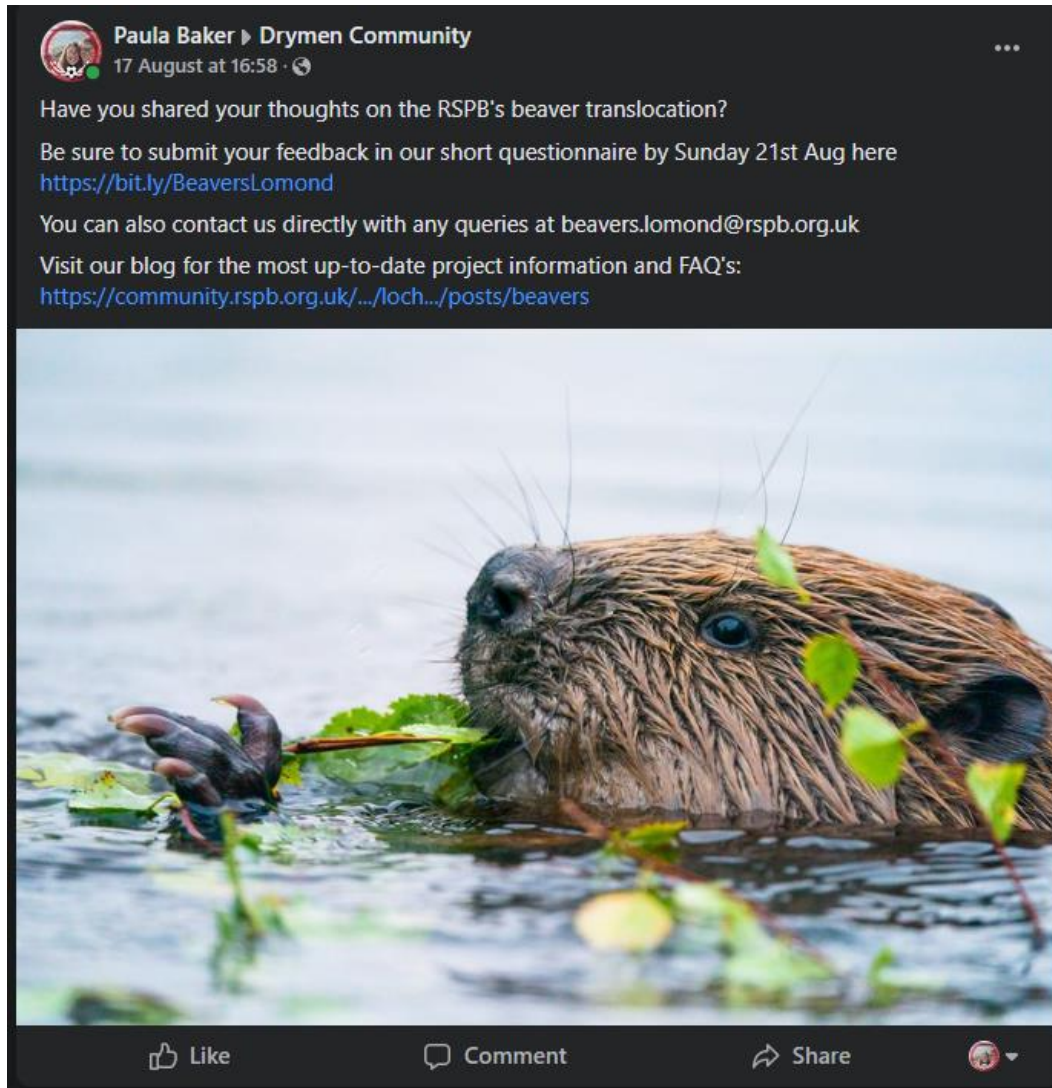 Paula Baker ▸ Drymen Community
17 August at 16:58 ·
Have you shared your thoughts on the RSPB's beaver translocation?
Be sure to submit your feedback in our short questionnaire by Sunday 21st Aug here
https://bit.ly/BeaversLomond
You can also contact us directly with any queries at beavers.lomond@rspb.org.uk
Visit our blog for the most up-to-date project information and FAQ's:
https://community.rspb.org.uk/.../loch.../posts/beavers
Like Comment Share